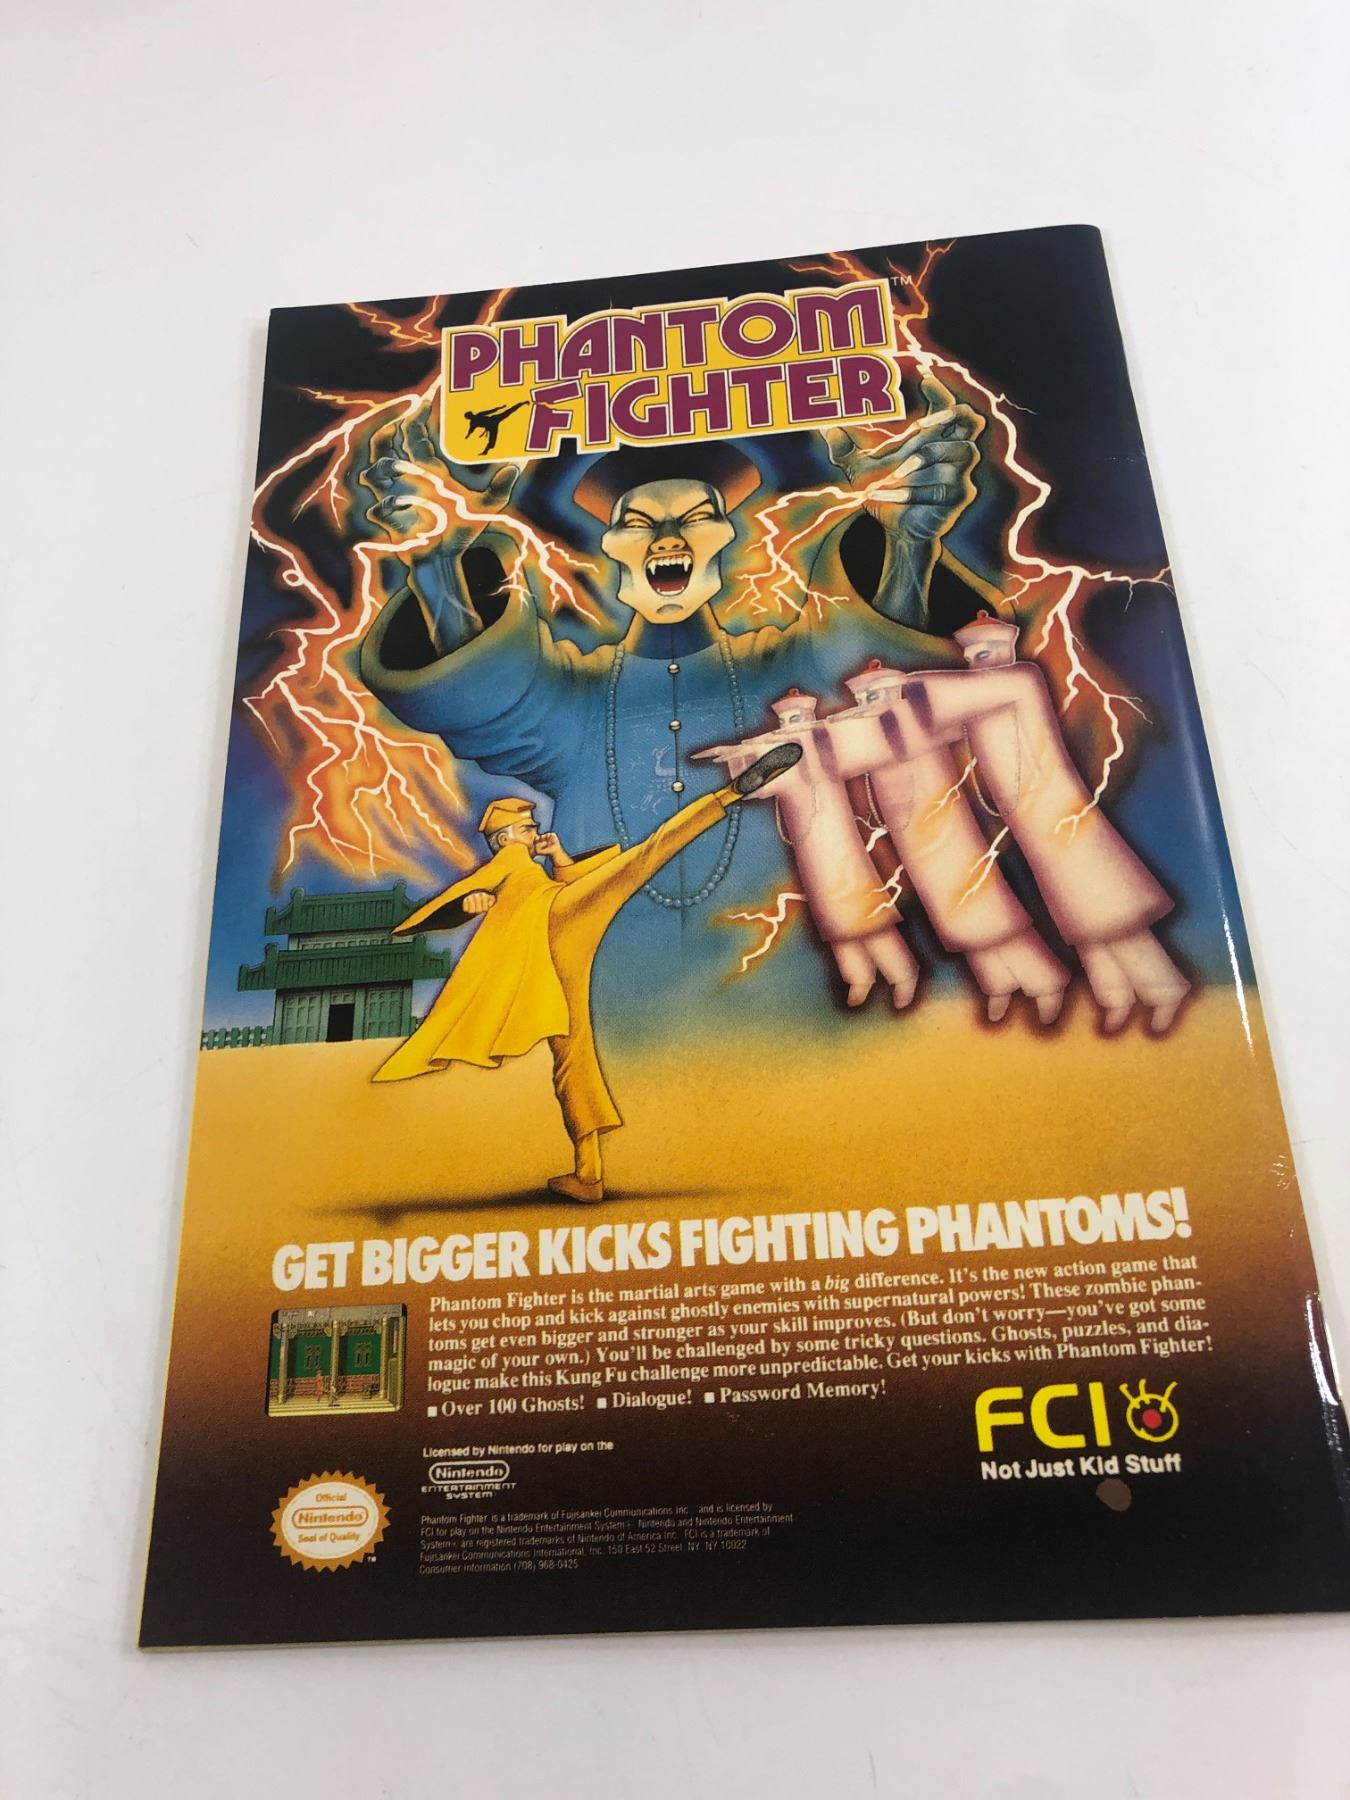 PHANTOM TM
FIGHTER
GET BIGGER KICKS FIGHTING PHANTOMS!
Phantom Fighter is the martial arts game with a big difference. It's the new action game that
lets you chop and kick against ghostly enemies with supernatural powers! These zombie phan-
toms get even bigger and stronger as your skill improves. (But don't worry—you've got some
magic of your own.) You'll be challenged by some tricky questions. Ghosts, puzzles, and dia-
logue make this Kung Fu challenge more unpredictable. Get your kicks with Phantom Fighter!
■ Over 100 Ghosts! ■ Dialogue! ■ Password Memory!
FCI
Not Just Kid Stuff
Licensed by Nintendo for play on the
Nintendo
ENTERTAINMENT
SYSTEM
Official
Nintendo
Seal of Quality
TM
Phantom Fighter is a trademark of Fujisankei Communications Inc. and is licensed by
FCI for play on the Nintendo Entertainment System. Nintendo and Nintendo Entertainment
System are registered trademarks of Nintendo of America Inc. FCI is a trademark of
Fujisankei Communications International, Inc. 150 East 52 Street, NY, NY 10022
Consumer Information (708) 968-0425